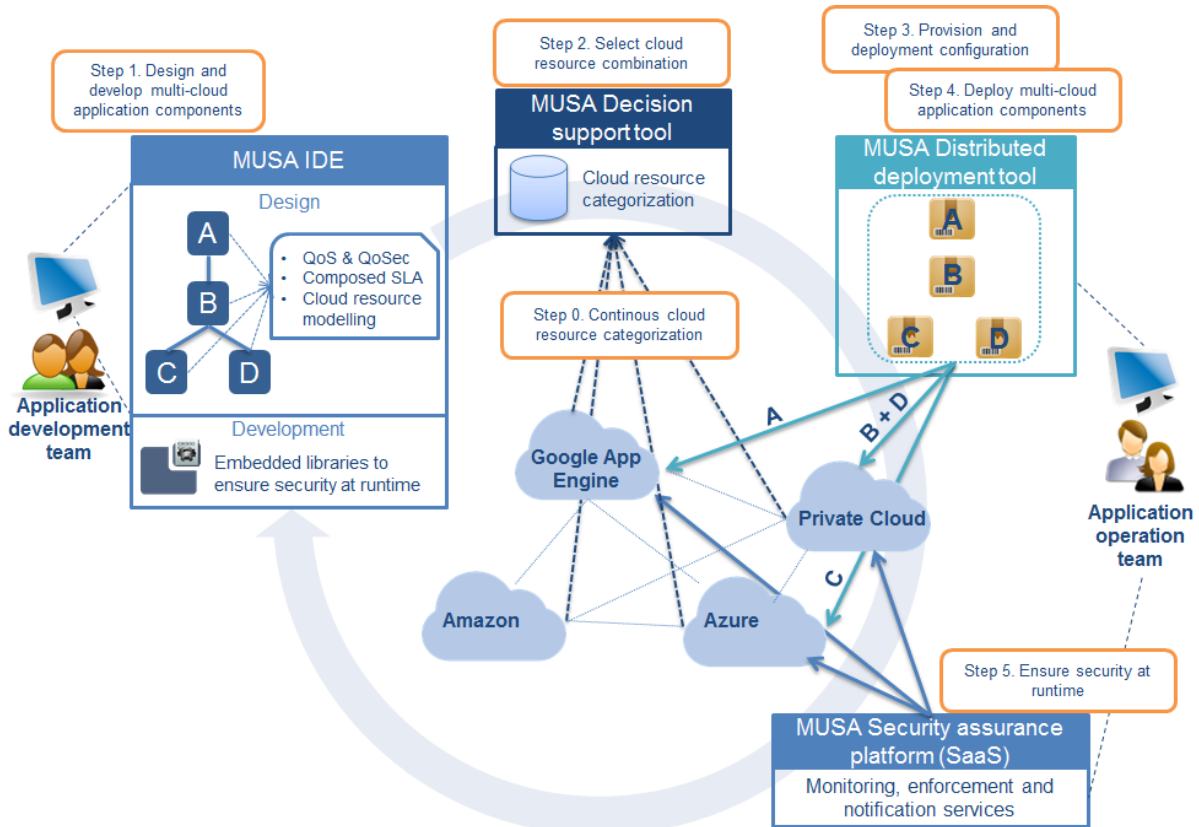 Step 1. Design and
develop multi-cloud
application components
Step 2. Select cloud
resource combination
Step 3. Provision and
deployment configuration
Step 4. Deploy multi-cloud
application components
MUSA IDE
Design
A
B
C
D
• QoS & QoSec
• Composed SLA
• Cloud resource
modelling
Development
Embedded libraries to
ensure security at runtime
Application
development
team
MUSA Decision
support tool
Cloud resource
categorization
Step 0. Continous cloud
resource categorization
MUSA Distributed
deployment tool
A
B
C
D
A
B + D
C
Google App
Engine
Private Cloud
Amazon
Azure
Application
operation
team
Step 5. Ensure security at
runtime
MUSA Security assurance
platform (SaaS)
Monitoring, enforcement and
notification services